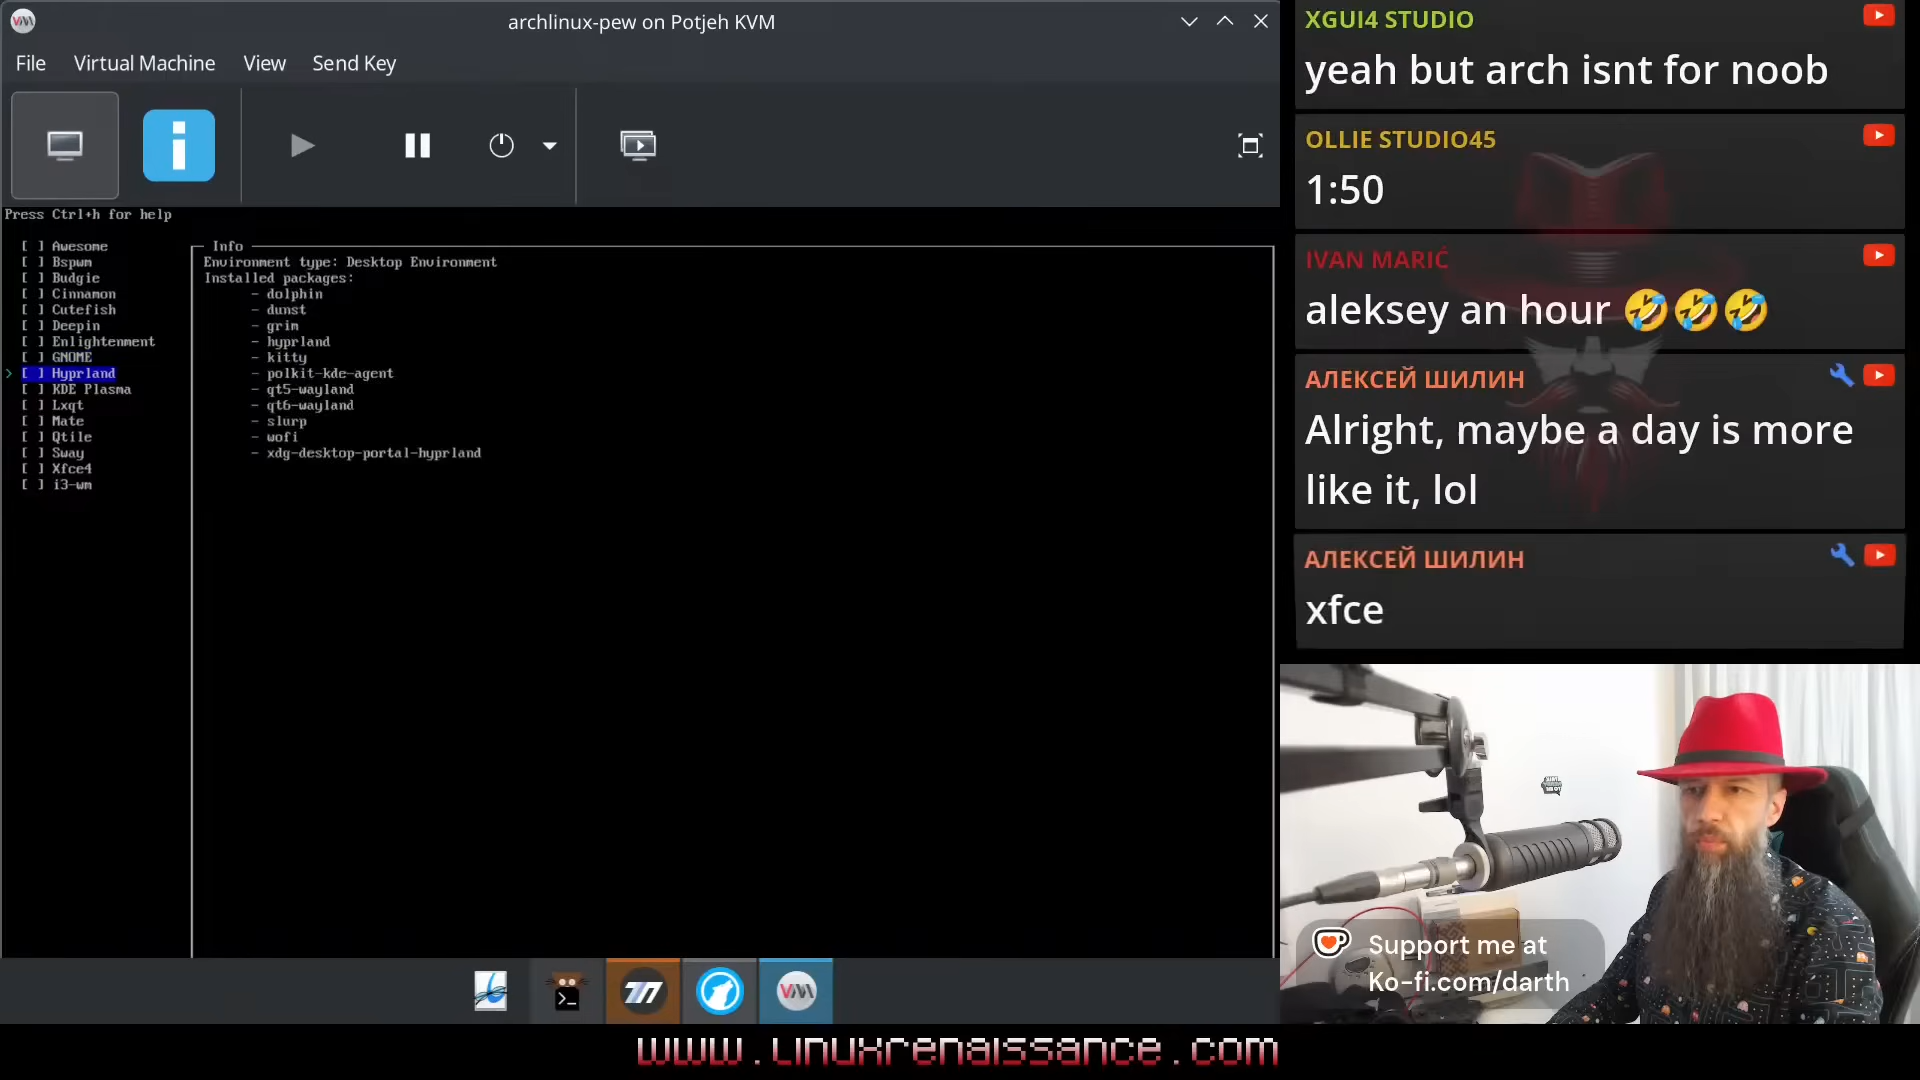 archlinux-pew on Potjeh KVM
File Virtual Machine View Send Key
Press Ctrl+h for help
[ ] Awesome
[ ] Bspwm
[ ] Budgie
[ ] Cinnamon
[ ] Cutefish
[ ] Deepin
[ ] Enlightenment
[ ] GNOME
> [ ] Hyprland
[ ] KDE Plasma
[ ] Lxqt
[ ] Mate
[ ] Qtile
[ ] Sway
[ ] Xfce4
[ ] i3-wm
Info
Environment type: Desktop Environment
Installed packages:
- dolphin
- dunst
- grim
- hyprland
- kitty
- polkit-kde-agent
- qt5-wayland
- qt6-wayland
- slurp
- wofi
- xdg-desktop-portal-hyprland
XGUI4 STUDIO
yeah but arch isnt for noob
OLLIE STUDIO45
1:50
IVAN MARIĆ
aleksey an hour 🤣🤣🤣
АЛЕКСЕЙ ШИЛИН
Alright, maybe a day is more
like it, lol
АЛЕКСЕЙ ШИЛИН
xfce
Support me at
Ko-fi.com/darth
www.linuxrenaissance.com